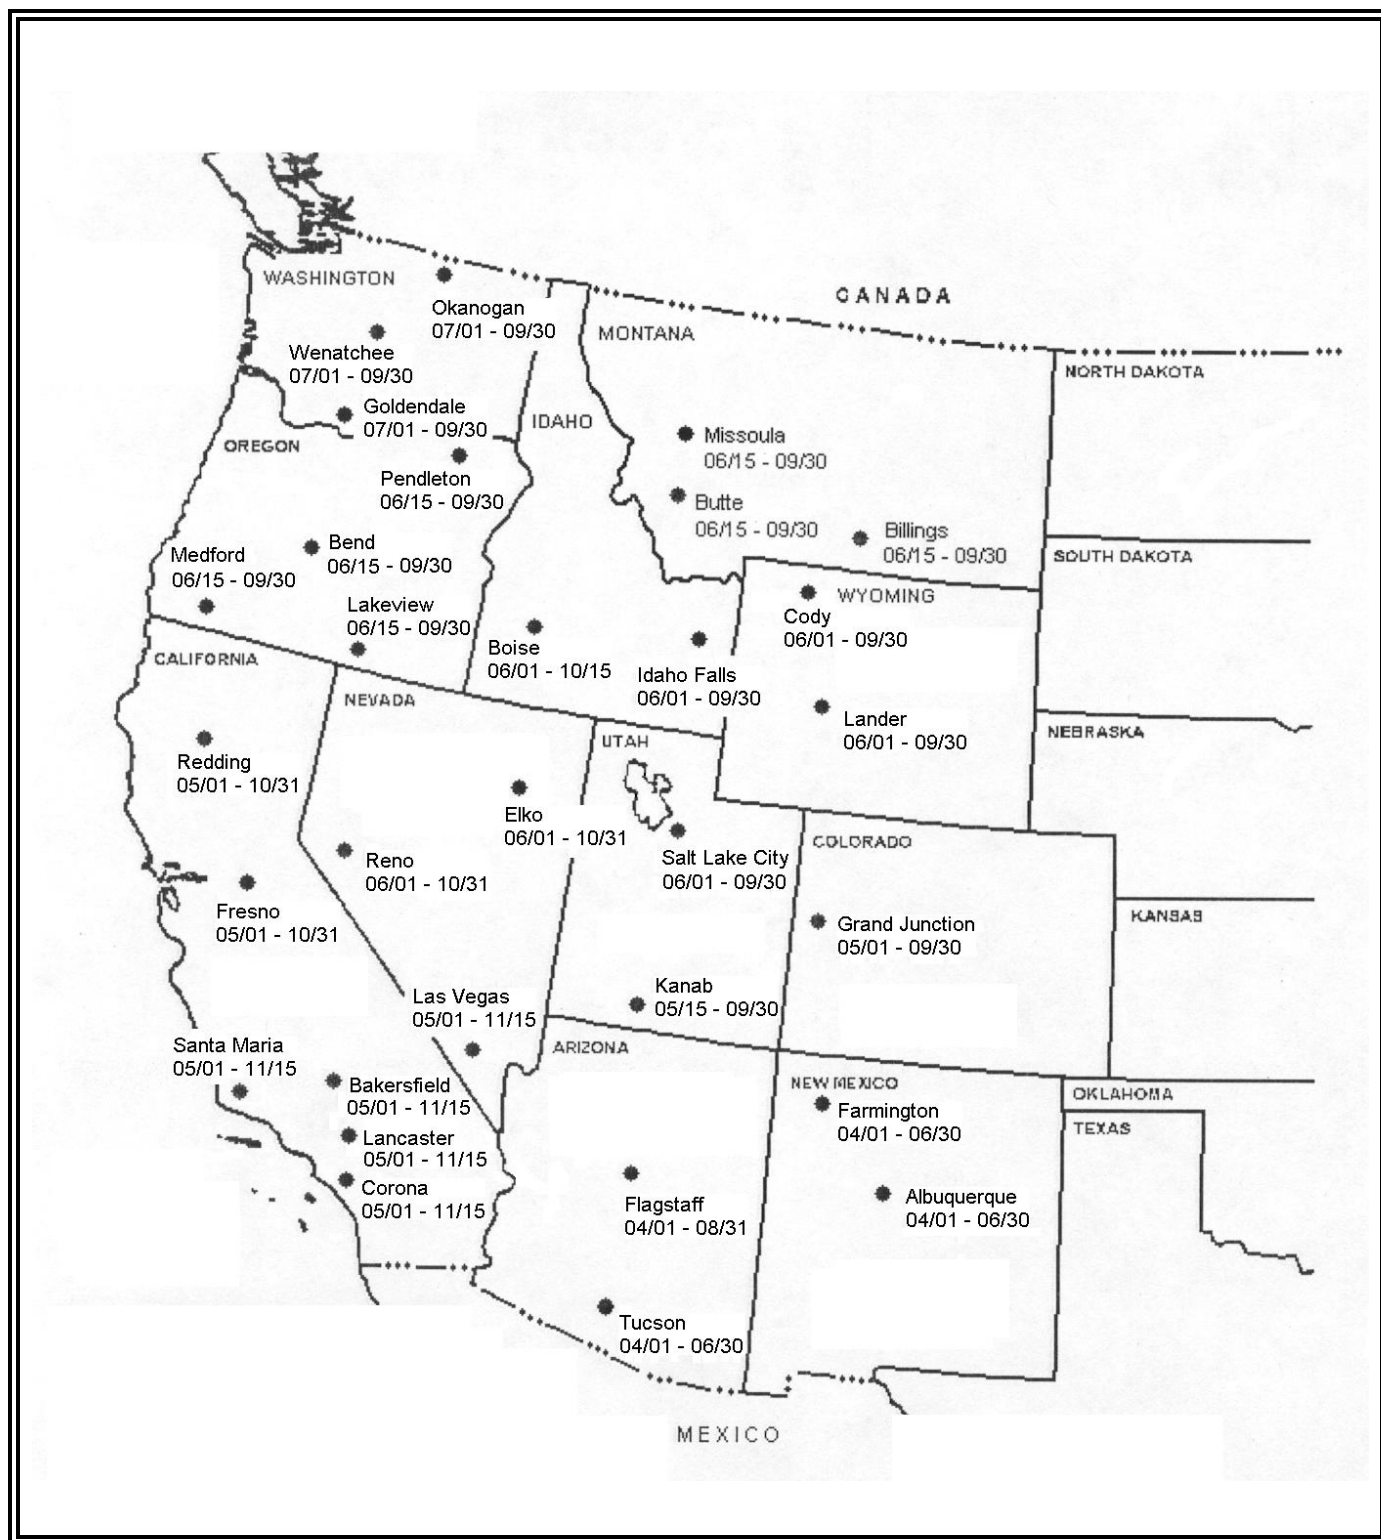 WASHINGTON
CANADA
Okanogan
07/01 - 09/30
MONTANA
Wenatchee
07/01 - 09/30
NORTH DAKOTA
Goldendale
07/01 - 09/30
IDAHO
OREGON
Missoula
06/15 - 09/30
Pendleton
06/15 - 09/30
Butte
06/15 - 09/30
Billings
06/15 - 09/30
SOUTH DAKOTA
Medford
06/15 - 09/30
Bend
06/15 - 09/30
WYOMING
Lakeview
06/15 - 09/30
Cody
06/01 - 09/30
Boise
06/01 - 10/15
CALIFORNIA
Idaho Falls
06/01 - 09/30
NEVADA
Lander
06/01 - 09/30
NEBRASKA
UTAH
Redding
05/01 - 10/31
Elko
06/01 - 10/31
COLORADO
Reno
06/01 - 10/31
Salt Lake City
06/01 - 09/30
Fresno
05/01 - 10/31
KANSAS
Grand Junction
05/01 - 09/30
Kanab
05/15 - 09/30
Las Vegas
05/01 - 11/15
Santa Maria
05/01 - 11/15
ARIZONA
Bakersfield
05/01 - 11/15
NEW MEXICO
OKLAHOMA
Farmington
04/01 - 06/30
TEXAS
Lancaster
05/01 - 11/15
Corona
05/01 - 11/15
Flagstaff
04/01 - 08/31
Albuquerque
04/01 - 06/30
Tucson
04/01 - 06/30
MEXICO